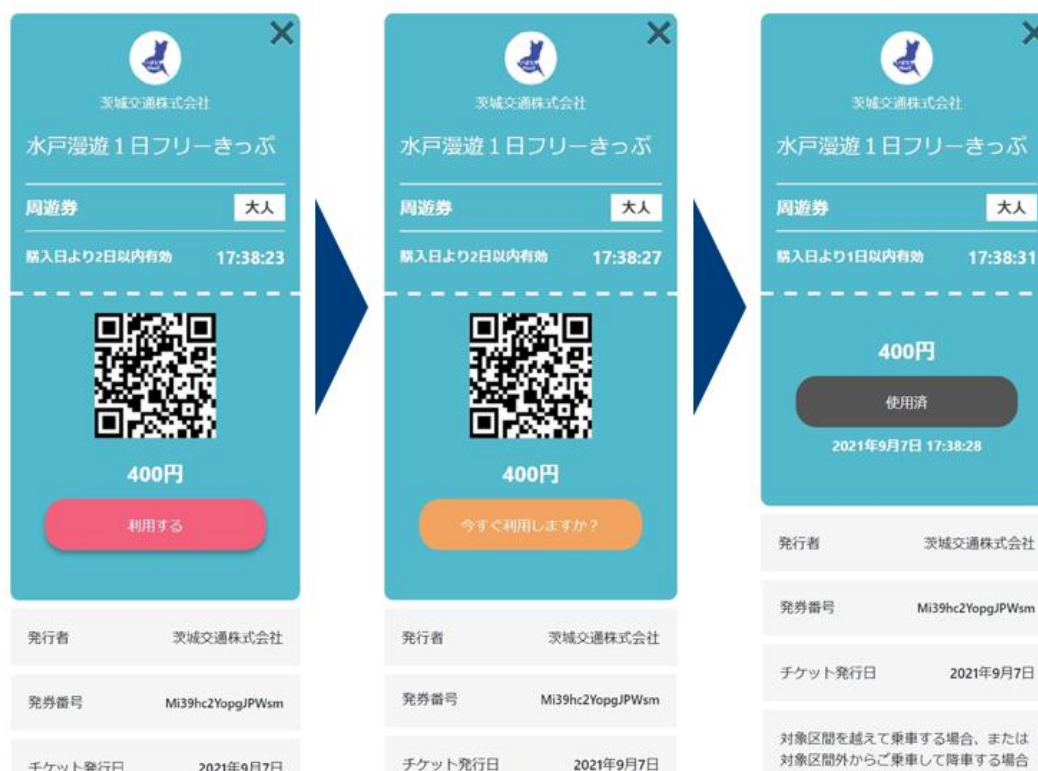 茨城交通株式会社
水戸漫遊1日フリーきっぷ
周遊券 大人
購入日より2日以内有効 17:38:23
400円
利用する
発行者 茨城交通株式会社
発券番号 Mi39hc2YopgJPWsm
チケット発行日 2021年9月7日
茨城交通株式会社
水戸漫遊1日フリーきっぷ
周遊券 大人
購入日より2日以内有効 17:38:27
400円
今すぐ利用しますか?
発行者 茨城交通株式会社
発券番号 Mi39hc2YopgJPWsm
チケット発行日 2021年9月7日
茨城交通株式会社
水戸漫遊1日フリーきっぷ
周遊券 大人
購入日より1日以内有効 17:38:31
400円
使用済
2021年9月7日 17:38:28
発行者 茨城交通株式会社
発券番号 Mi39hc2YopgJPWsm
チケット発行日 2021年9月7日
対象区間を越えて乗車する場合、または
対象区間外からご乗車して降車する場合